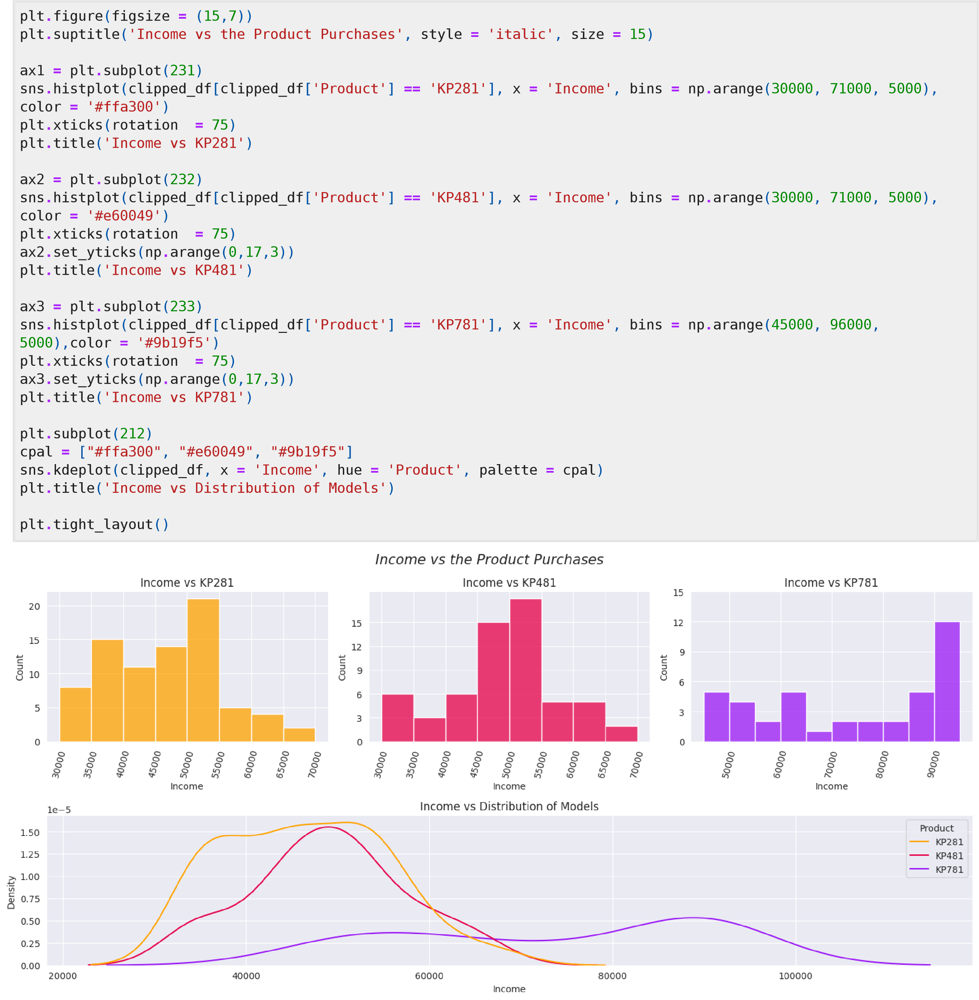 plt.figure(figsize = (15,7))
plt.suptitle('Income vs the Product Purchases', style = 'italic', size = 15)
ax1 = plt.subplot(231)
sns.histplot(clipped_df[clipped_df['Product'] == 'KP281'], x = 'Income', bins = np.arange(30000, 71000, 5000),
color = '#ffa300')
plt.xticks(rotation  = 75)
plt.title('Income vs KP281')
ax2 = plt.subplot(232)
sns.histplot(clipped_df[clipped_df['Product'] == 'KP481'], x = 'Income', bins = np.arange(30000, 71000, 5000),
color = '#e60049')
plt.xticks(rotation  = 75)
ax2.set_yticks(np.arange(0,17,3))
plt.title('Income vs KP481')
ax3 = plt.subplot(233)
sns.histplot(clipped_df[clipped_df['Product'] == 'KP781'], x = 'Income', bins = np.arange(45000, 96000,
5000),color = '#9b19f5')
plt.xticks(rotation  = 75)
ax3.set_yticks(np.arange(0,17,3))
plt.title('Income vs KP781')
plt.subplot(212)
cpal = ["#ffa300", "#e60049", "#9b19f5"]
sns.kdeplot(clipped_df, x = 'Income', hue = 'Product', palette = cpal)
plt.title('Income vs Distribution of Models')
plt.tight_layout()
Income vs the Product Purchases
Income vs KP281
20
15
10
5
0
Count
30000 35000 40000 45000 50000 55000 60000 65000 70000
Income
Income vs KP481
15
12
9
6
3
0
Count
30000 35000 40000 45000 50000 55000 60000 65000 70000
Income
Income vs KP781
15
12
9
6
3
0
Count
50000 60000 70000 80000 90000
Income
Income vs Distribution of Models
1e−5
1.50
1.25
1.00
0.75
0.50
0.25
0.00
Density
Product
KP281
KP481
KP781
20000 40000 60000 80000 100000
Income